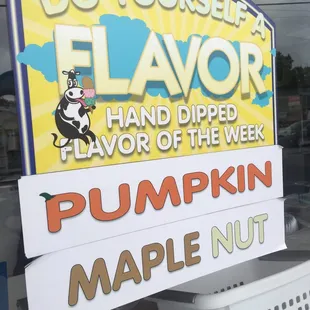 DO YOURSELF A
FLAVOR
HAND DIPPED
FLAVOR OF THE WEEK
PUMPKIN
MAPLE NUT